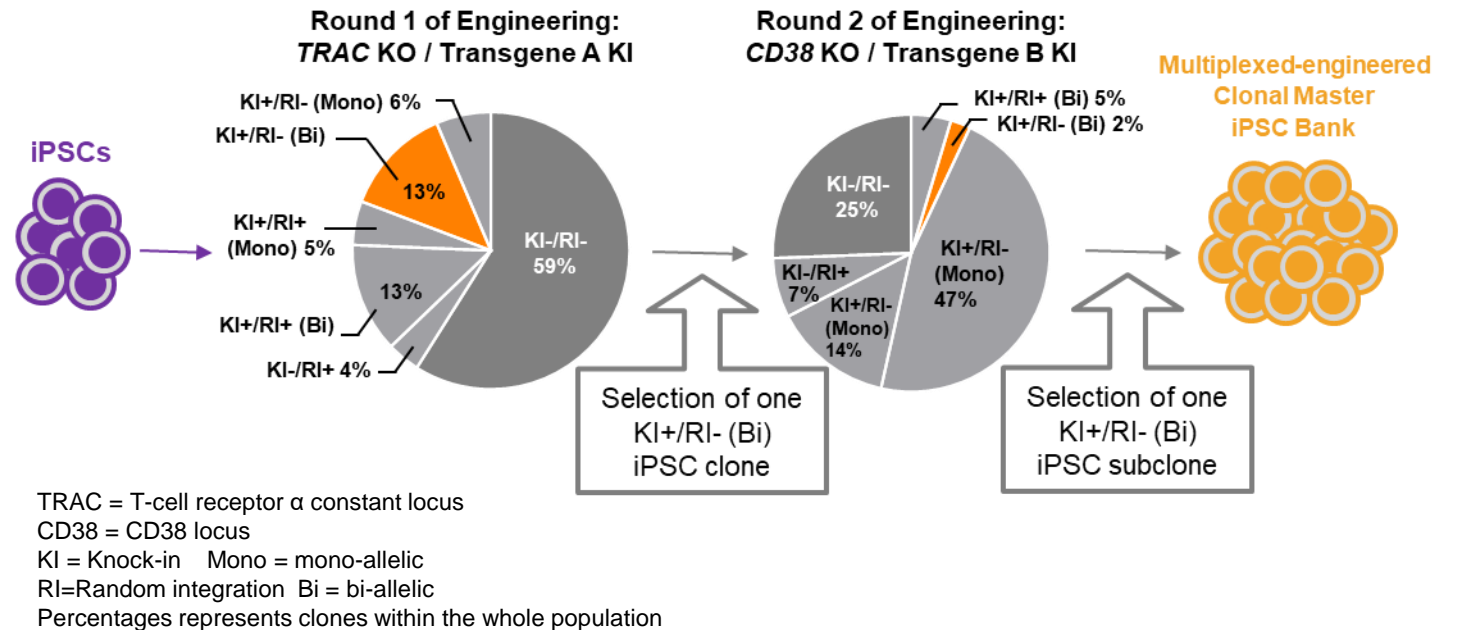 Round 1 of Engineering:
TRAC KO / Transgene A KI
Round 2 of Engineering:
CD38 KO / Transgene B KI
Multiplexed-engineered
Clonal Master
iPSC Bank
iPSCs
KI+/RI- (Mono) 6%
KI+/RI- (Bi)
13%
KI+/RI+
(Mono) 5%
13%
KI+/RI+ (Bi)
KI-/RI+ 4%
KI-/RI-
59%
KI+/RI+ (Bi) 5%
KI+/RI- (Bi) 2%
KI-/RI-
25%
KI-/RI+
7%
KI+/RI-
(Mono)
14%
KI+/RI-
(Mono)
47%
Selection of one
KI+/RI- (Bi)
iPSC clone
Selection of one
KI+/RI- (Bi)
iPSC subclone
TRAC = T-cell receptor α constant locus
CD38 = CD38 locus
KI = Knock-in Mono = mono-allelic
RI=Random integration Bi = bi-allelic
Percentages represents clones within the whole population